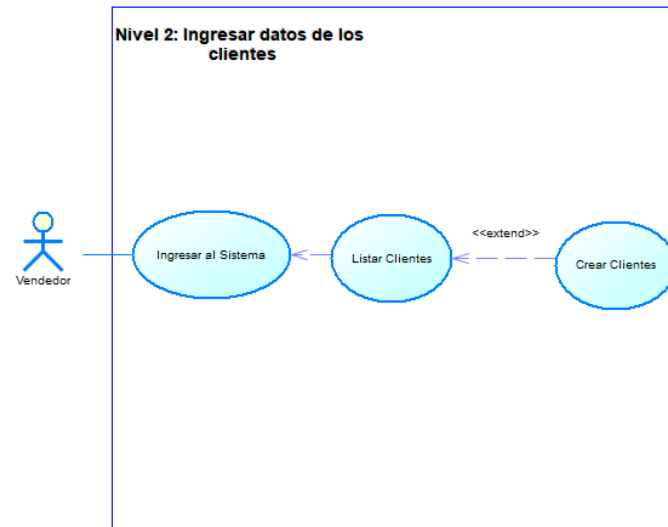 Nivel 2: Ingresar datos de los
clientes
<<extend>>
Ingresar al Sistema
Listar Clientes
Crear Clientes
Vendedor